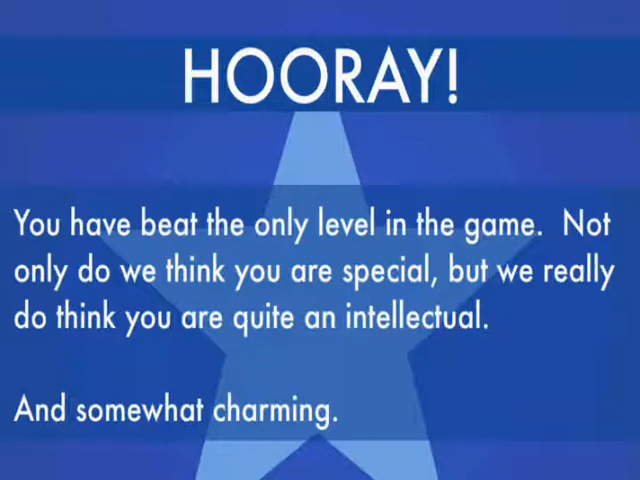 HOORAY!
You have beat the only level in the game.  Not
only do we think you are special, but we really
do think you are quite an intellectual.
And somewhat charming.